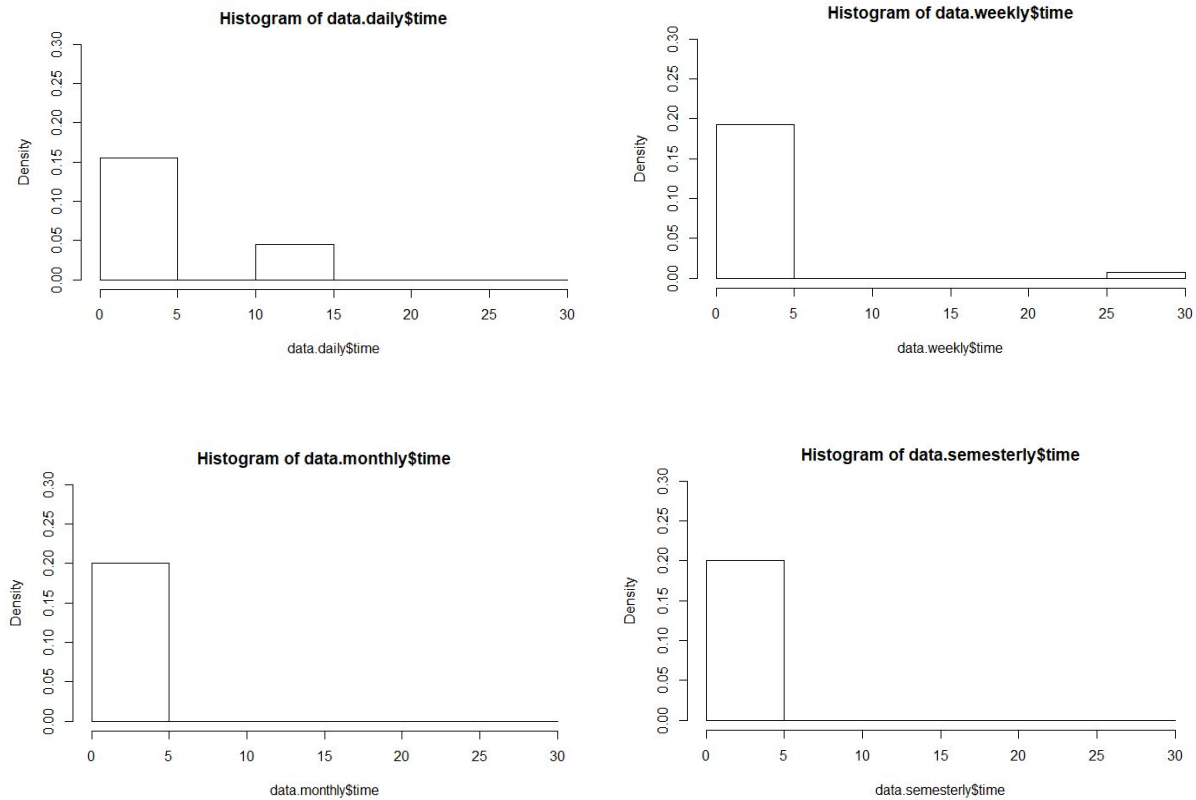 Histogram of data.daily$time
0.30
0.25
0.20
0.15
0.10
0.05
0.00
Density
0 5 10 15 20 25 30
data.daily$time
Histogram of data.weekly$time
0.30
0.25
0.20
0.15
0.10
0.05
0.00
Density
0 5 10 15 20 25 30
data.weekly$time
Histogram of data.monthly$time
0.30
0.25
0.20
0.15
0.10
0.05
0.00
Density
0 5 10 15 20 25 30
data.monthly$time
Histogram of data.semesterly$time
0.30
0.25
0.20
0.15
0.10
0.05
0.00
Density
0 5 10 15 20 25 30
data.semesterly$time